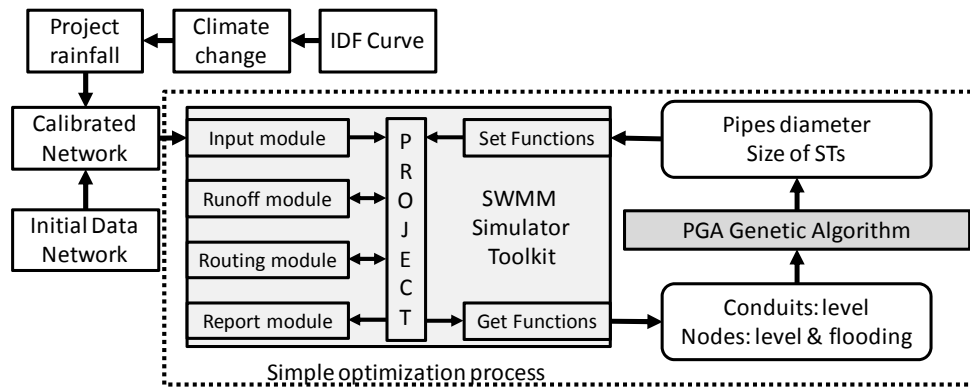 Project
rainfall
Climate
change
IDF Curve
Calibrated
Network
Initial Data
Network
Input module
Runoff module
Routing module
Report module
P
R
O
J
E
C
T
Set Functions
SWMM
Simulator
Toolkit
Get Functions
Pipes diameter
Size of STs
PGA Genetic Algorithm
Conduits: level
Nodes: level & flooding
Simple optimization process